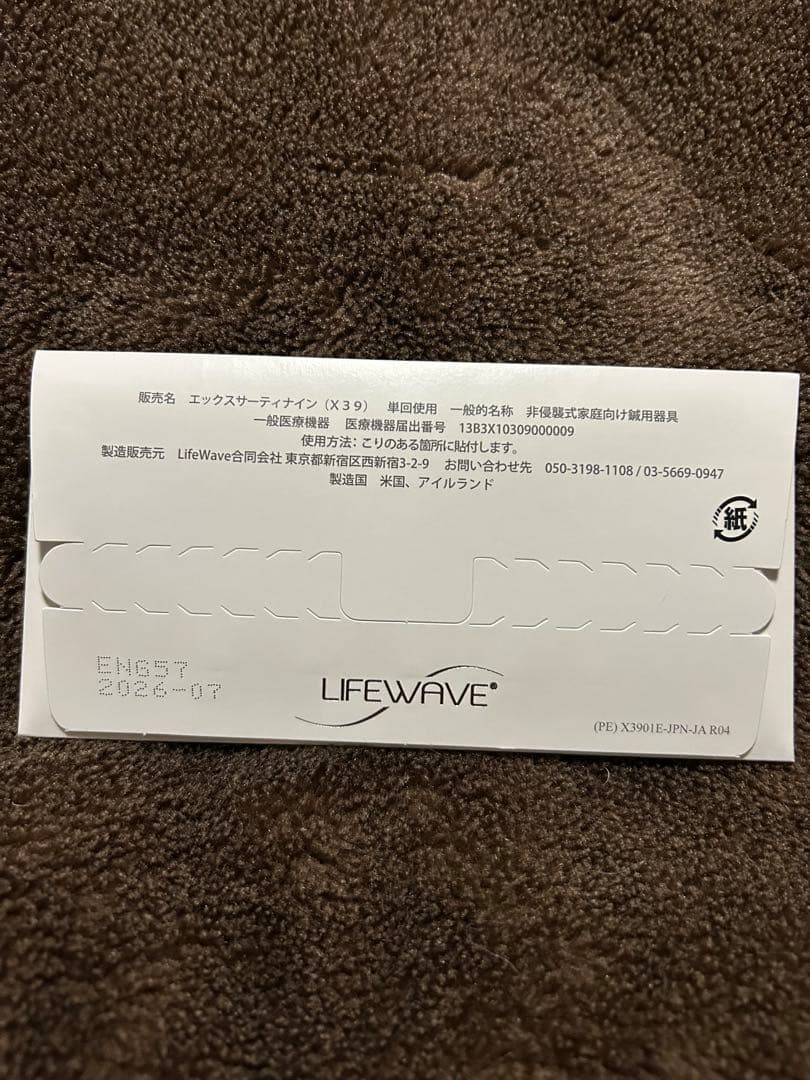 販売名　エックスサーティナイン（X３９）　単回使用　一般的名称　非侵襲式家庭向け鍼用器具
一般医療機器　医療機器届出番号　13B3X10309000009
使用方法：こりのある箇所に貼付します。
製造販売元　LifeWave合同会社 東京都新宿区西新宿3-2-9　お問い合わせ先　050-3198-1108 / 03-5669-0947
製造国　米国、アイルランド
紙
ENG57
2026-07
LIFEWAVE®
(PE) X3901E-JPN-JA R04